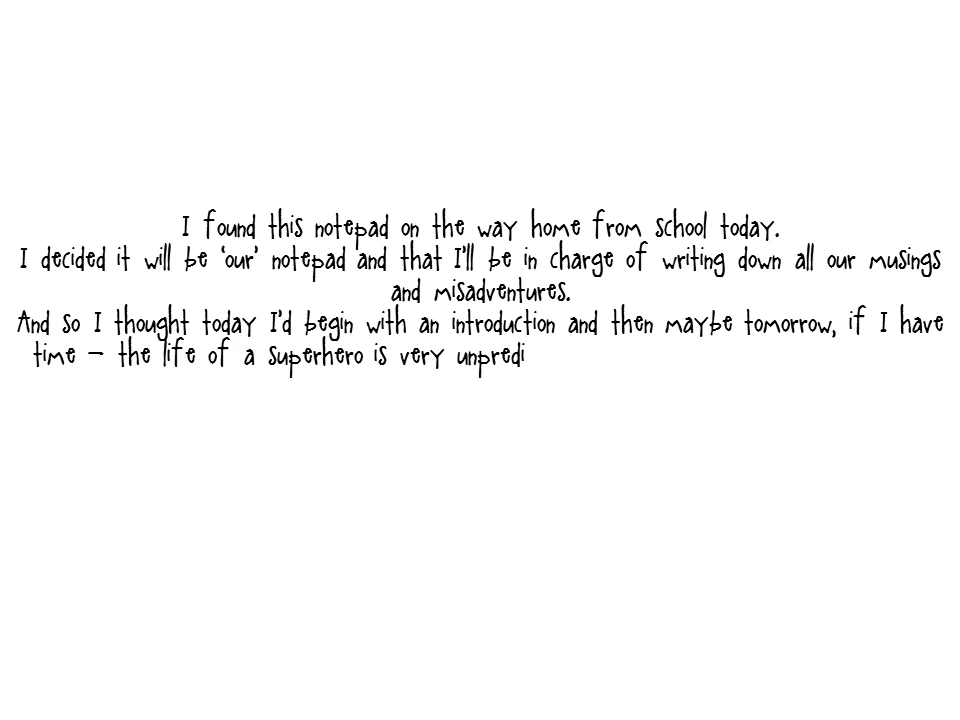 I found this notepad on the way home from school today.
I decided it will be ‘our’ notepad and that I’ll be in charge of writing down all our musings
and misadventures.
And so I thought today I’d begin with an introduction and then maybe tomorrow, if I have
time – the life of a superhero is very unpredi